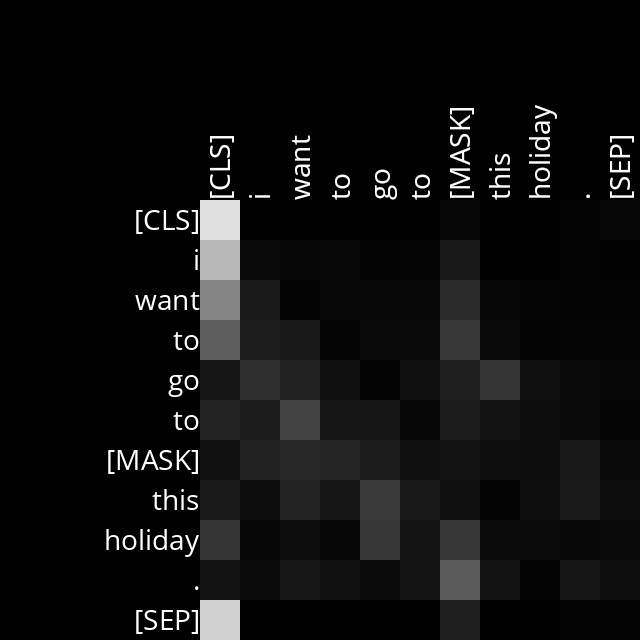 [CLS] i want to go to [MASK] this holiday . [SEP]
[CLS]
i
want
to
go
to
[MASK]
this
holiday
.
[SEP]